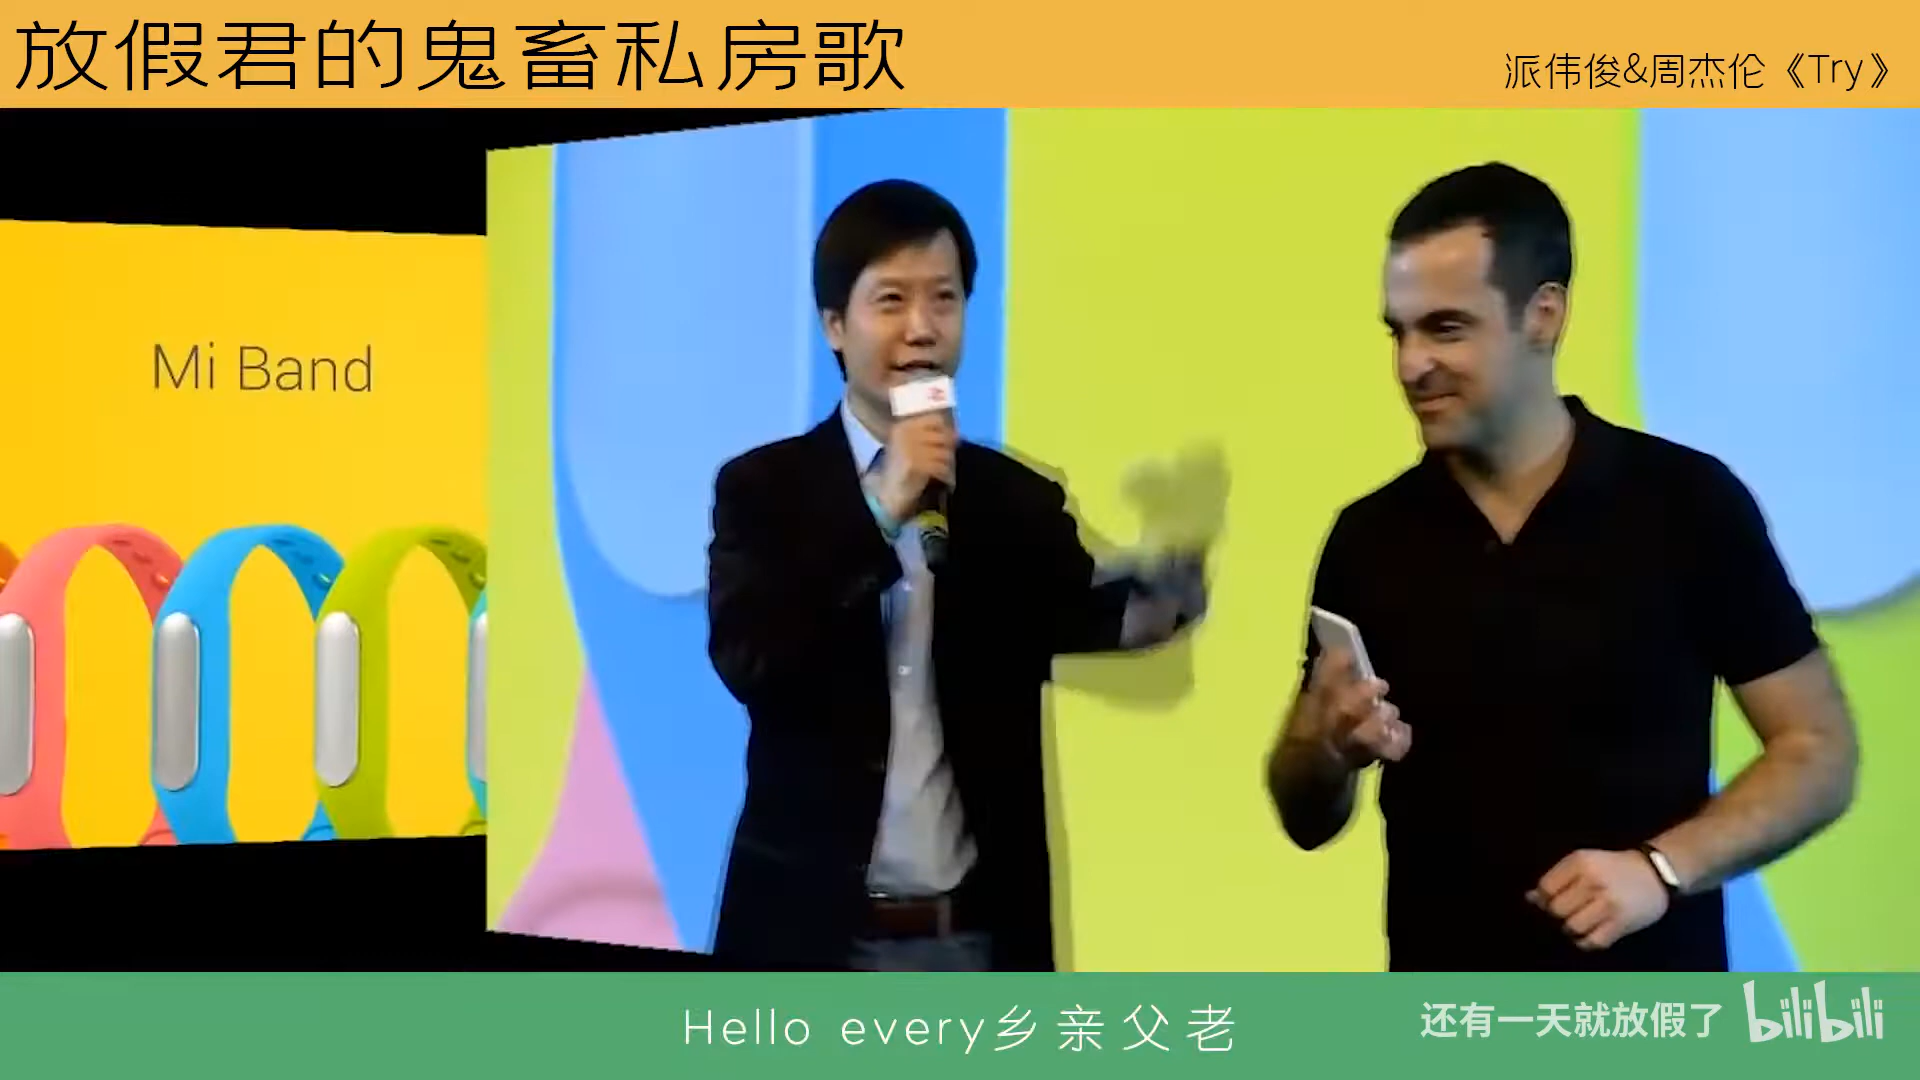 放假君的鬼畜私房歌
派伟俊&周杰伦《Try》
Mi Band
Hello every乡亲父老
还有一天就放假了 bilibili